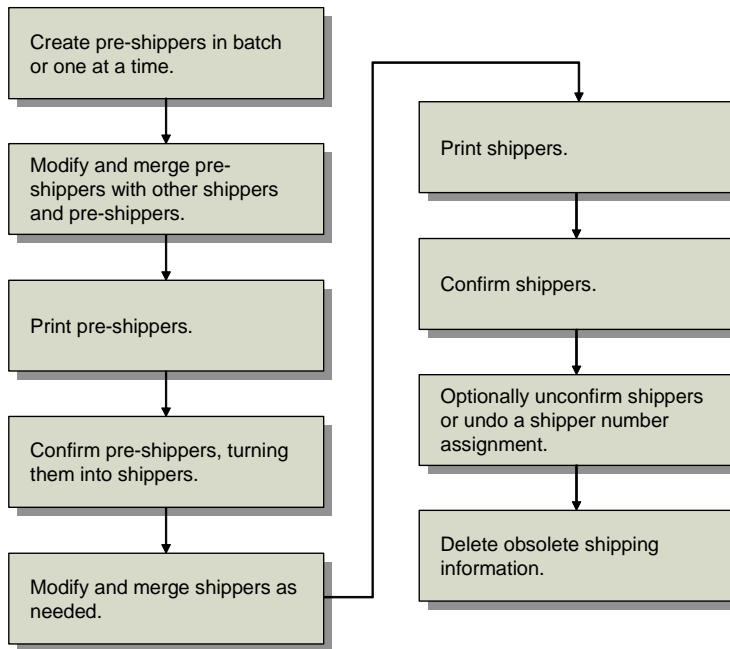 Create pre-shippers in batch
or one at a time.
Modify and merge pre-
shippers with other shippers
and pre-shippers.
Print pre-shippers.
Confirm pre-shippers, turning
them into shippers.
Modify and merge shippers as
needed.
Print shippers.
Confirm shippers.
Optionally unconfirm shippers
or undo a shipper number
assignment.
Delete obsolete shipping
information.